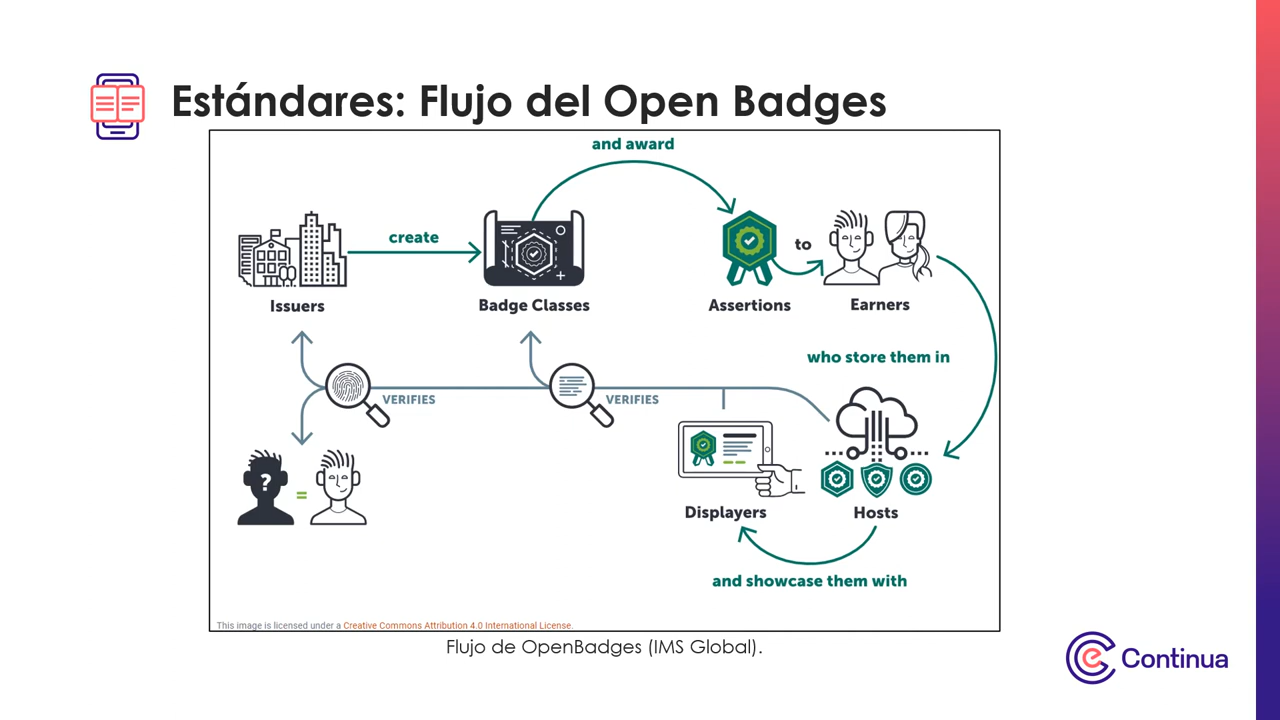 Estándares: Flujo del Open Badges
and award
create
to
Issuers
Badge Classes
Assertions
Earners
who store them in
VERIFIES
VERIFIES
?
=
Displayers
Hosts
and showcase them with
This image is licensed under a Creative Commons Attribution 4.0 International License.
Flujo de OpenBadges (IMS Global).
e Continua